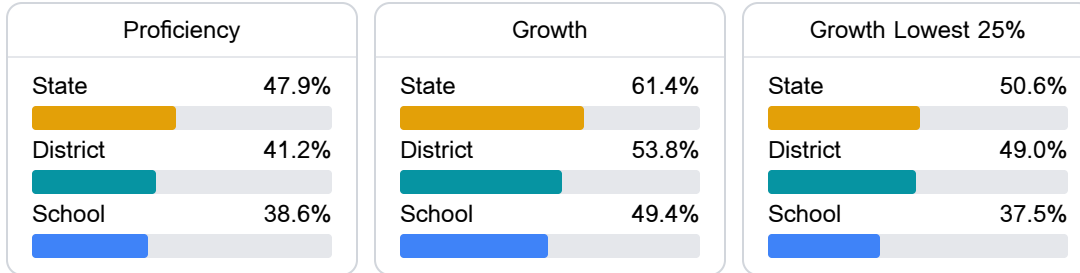 Proficiency
State 47.9%
District 41.2%
School 38.6%
Growth
State 61.4%
District 53.8%
School 49.4%
Growth Lowest 25%
State 50.6%
District 49.0%
School 37.5%